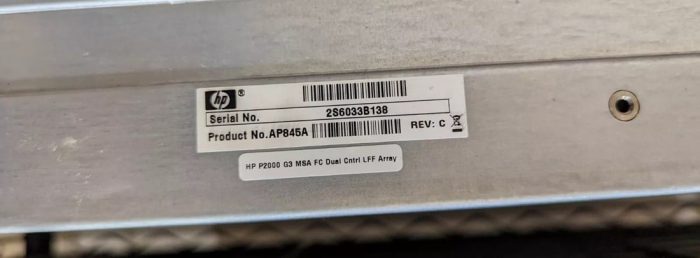 hp ®
Serial No. 2S6033B138
Product No.AP845A REV: C
HP P2000 G3 MSA FC Dual Cntrl LFF Array